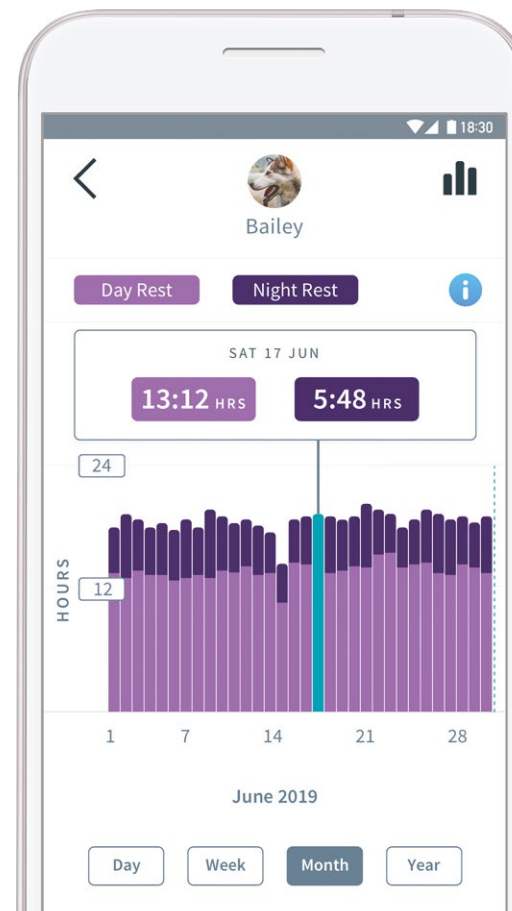 18:30
Bailey
Day Rest Night Rest i
SAT 17 JUN
13:12 HRS 5:48 HRS
24
HOURS
12
1 7 14 21 28
June 2019
Day Week Month Year